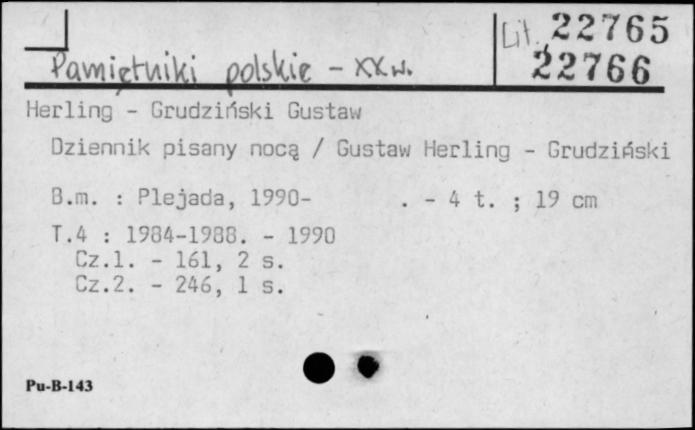 Lit. 22765
22766
Pamiętniki polskie - XX w.
Herling - Grudziński Gustaw
Dziennik pisany nocą / Gustaw Herling - Grudziński
B.m. : Plejada, 1990- . - 4 t. ; 19 cm
T.4 : 1984-1988. - 1990
Cz.1. - 161, 2 s.
Cz.2. - 246, 1 s.
Pu-B-143